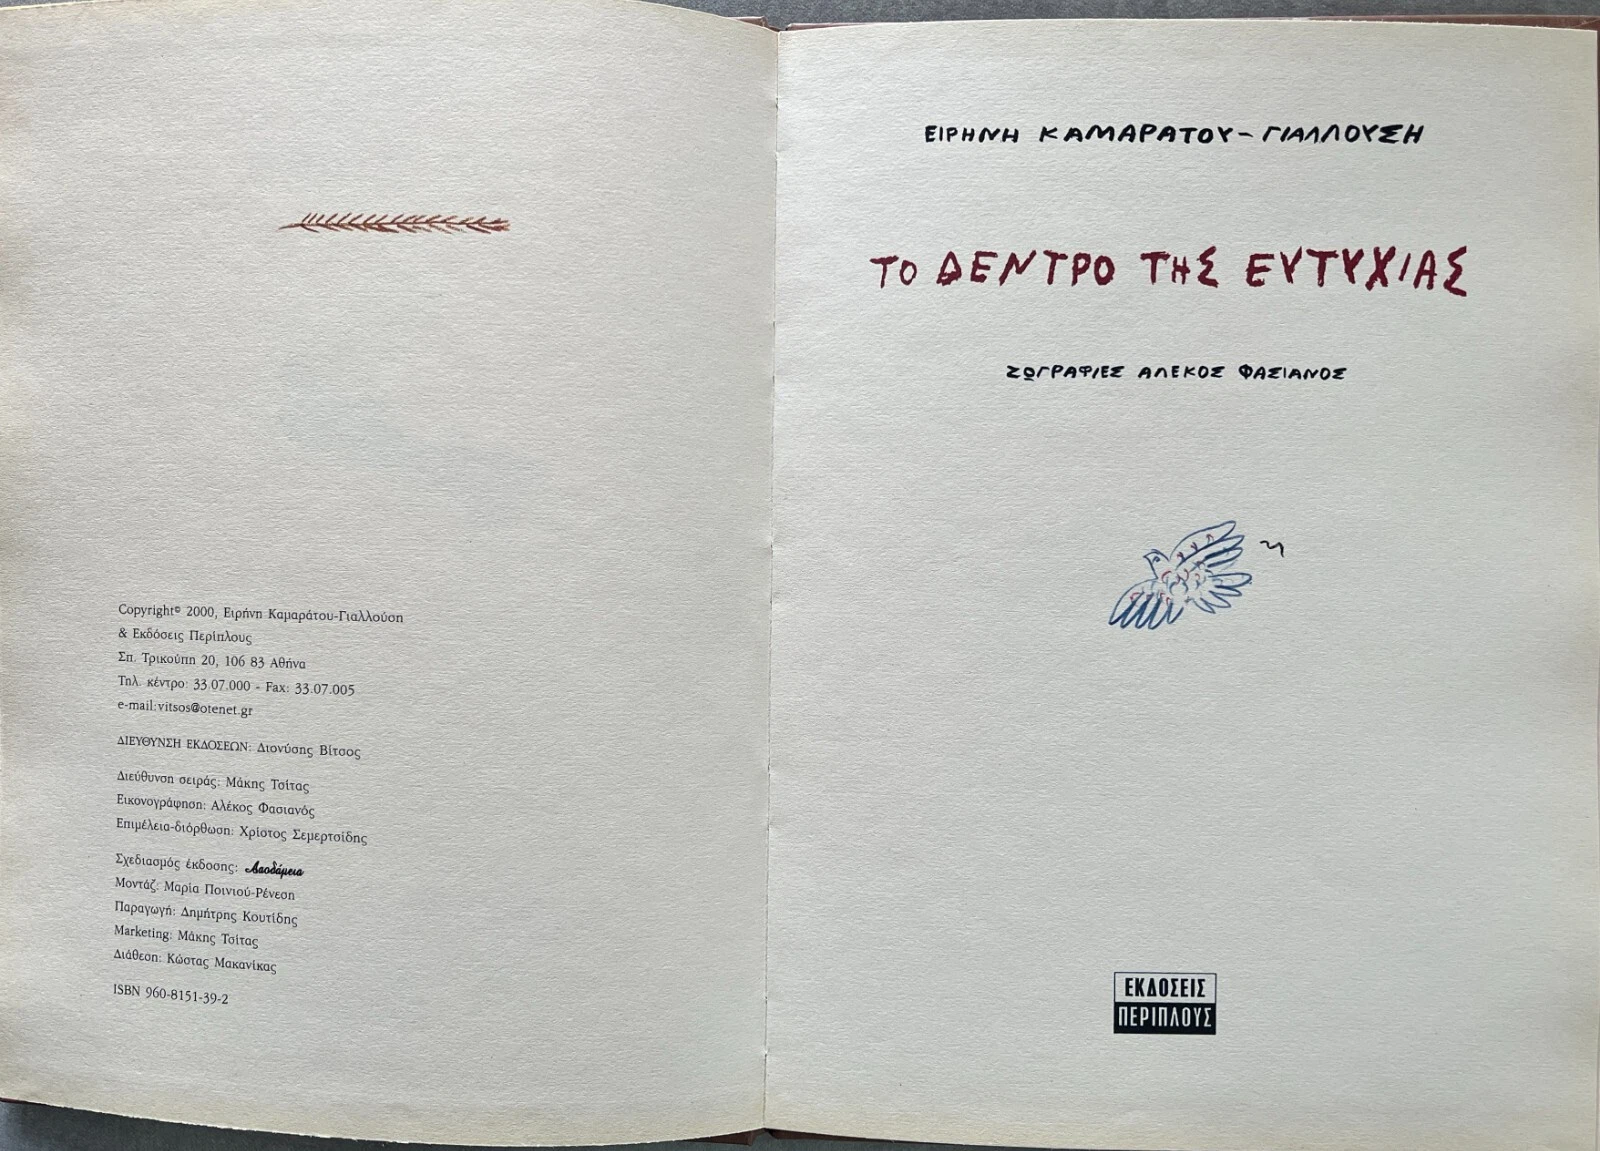 Copyright© 2000, Ειρήνη Καμαράτου-Γιαλλούση
& Εκδόσεις Περίπλους
Σπ. Τρικούπη 20, 106 83 Αθήνα
Τηλ. κέντρο: 33.07.000 - Fax: 33.07.005
e-mail:vitsos@otenet.gr
ΔΙΕΥΘΥΝΣΗ ΕΚΔΟΣΕΩΝ: Διονύσης Βίτσος
Διεύθυνση σειράς: Μάκης Τσίτας
Εικονογράφηση: Αλέκος Φασιανός
Επιμέλεια-διόρθωση: Χρίστος Σεμερτσίδης
Σχεδιασμός έκδοσης: Λαοδάμεια
Μοντάζ: Μαρία Ποινιού-Ρένεση
Παραγωγή: Δημήτρης Κουτίδης
Marketing: Μάκης Τσίτας
Διάθεση: Κώστας Μακανίκας
ISBN 960-8151-39-2
ΕΙΡΗΝΗ ΚΑΜΑΡΑΤΟΥ-ΓΙΑΛΛΟΥΣΗ
ΤΟ ΔΕΝΤΡΟ ΤΗΣ ΕΥΤΥΧΙΑΣ
ΖΩΓΡΑΦΙΕΣ ΑΛΕΚΟΣ ΦΑΣΙΑΝΟΣ
ΕΚΔΟΣΕΙΣ
ΠΕΡΙΠΛΟΥΣ